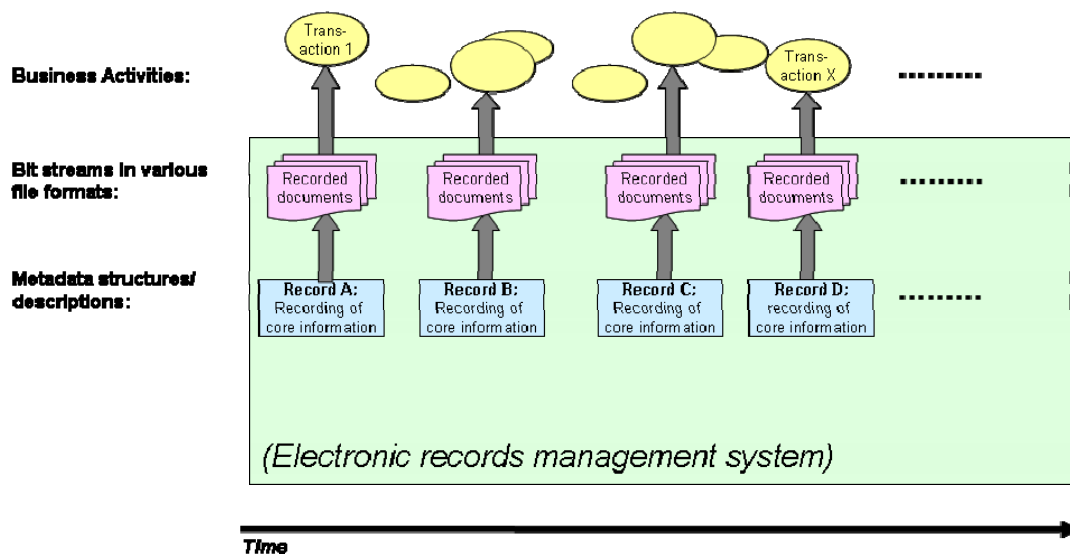 Trans-
action 1
Business Activities:
Trans-
action X
Bit streams in various
file formats:
Recorded
documents
Recorded
documents
Recorded
documents
Recorded
documents
Metadata structures/
descriptions:
Record A:
Recording of
core information
Record B:
Recording of
core information
Record C:
Recording of
core information
Record D:
recording of
core information
(Electronic records management system)
Time